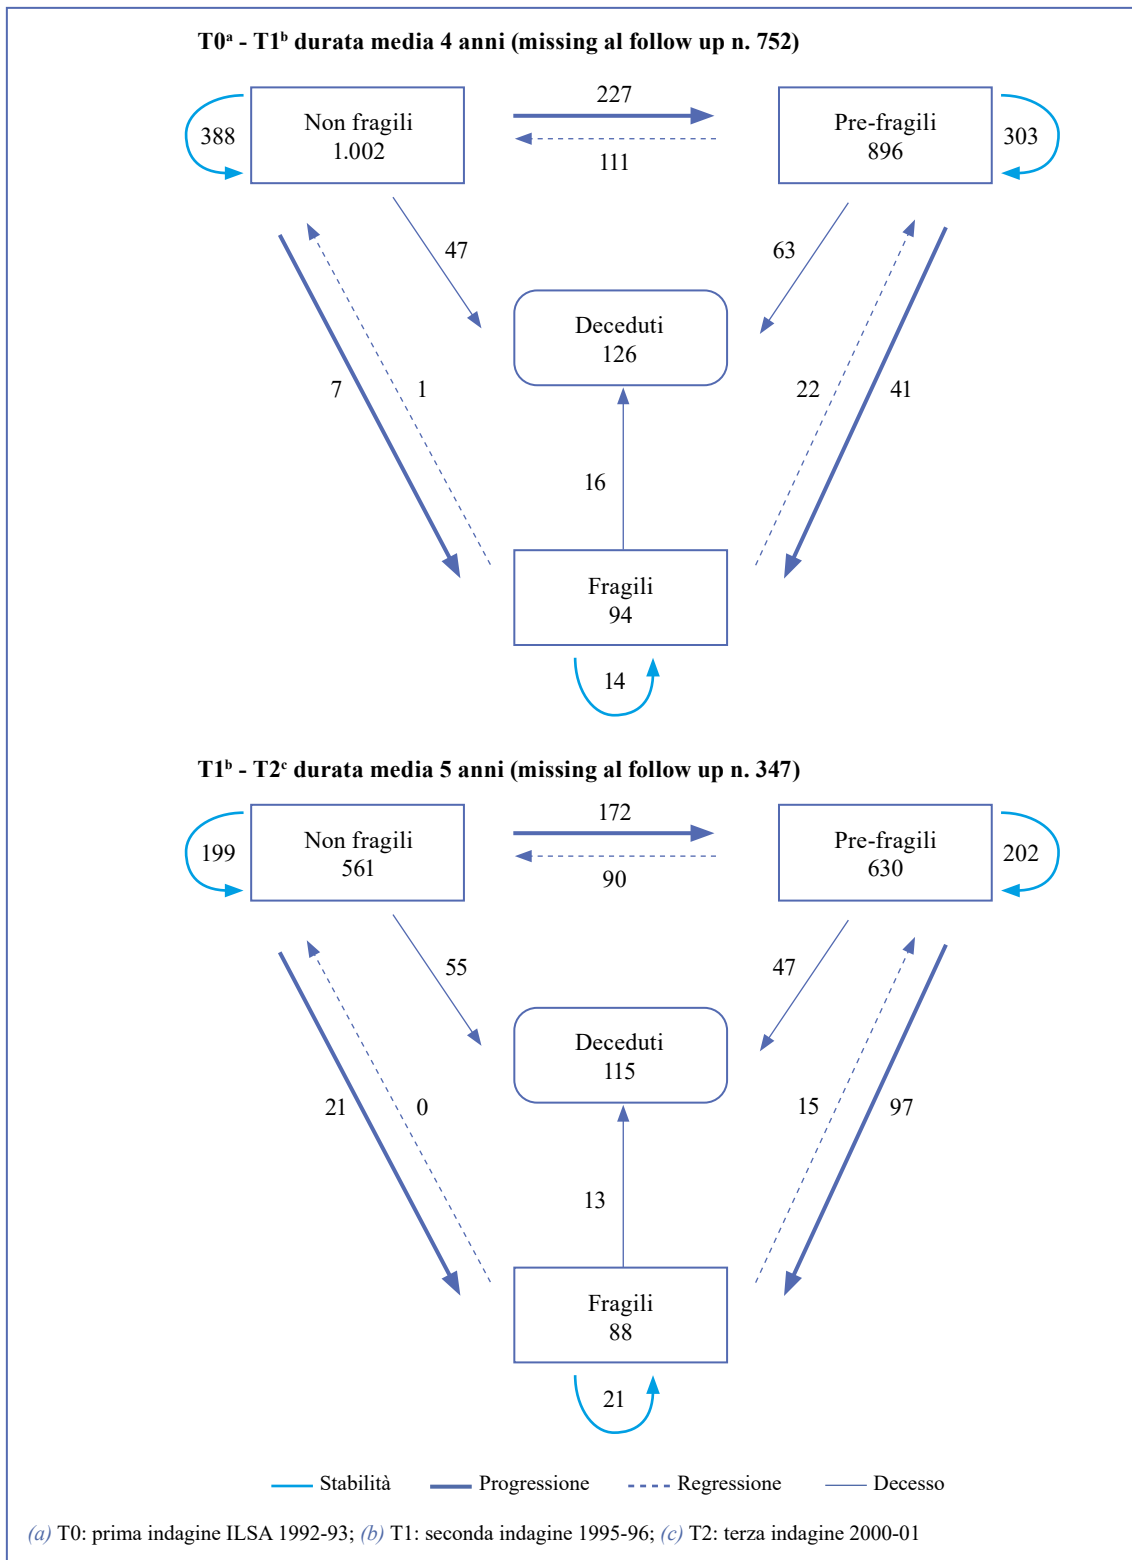 T0ᵃ - T1ᵇ durata media 4 anni (missing al follow up n. 752)
227
388
Non fragili
1.002
Pre-fragili
896
303
111
47
63
Deceduti
126
7
1
22
41
16
Fragili
94
14
T1ᵇ - T2ᶜ durata media 5 anni (missing al follow up n. 347)
172
199
Non fragili
561
Pre-fragili
630
202
90
55
47
Deceduti
115
21
0
15
97
13
Fragili
88
21
Stabilità Progressione Regressione Decesso
(a) T0: prima indagine ILSA 1992-93; (b) T1: seconda indagine 1995-96; (c) T2: terza indagine 2000-01